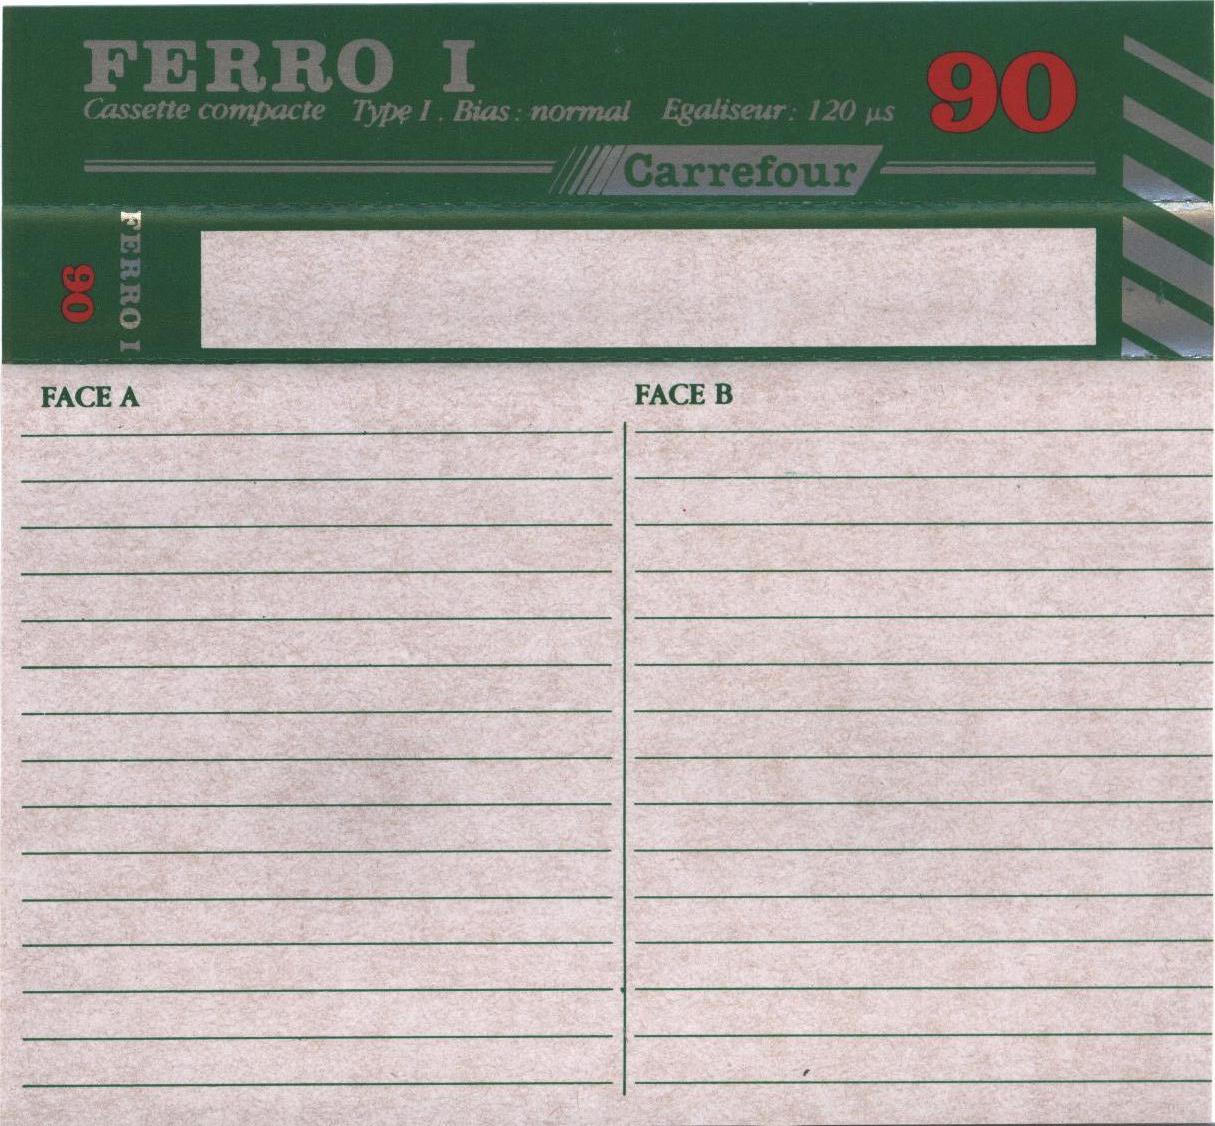 FERRO I
90
Cassette compacte Type I . Bias : normal Egaliseur : 120 µs
Carrefour
90
FERRO I
FACE A
FACE B